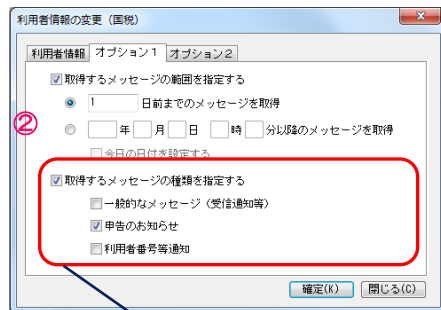 利用者情報の変更（国税）
利用者情報 オプション１ オプション２
取得するメッセージの範囲を指定する
1 日前までのメッセージを取得
② 年 月 日 時 分以降のメッセージを取得
今日の日付を設定する
取得するメッセージの種類を指定する
一般的なメッセージ（受信通知等）
申告のお知らせ
利用者番号等通知
確定(K) 閉じる(C)